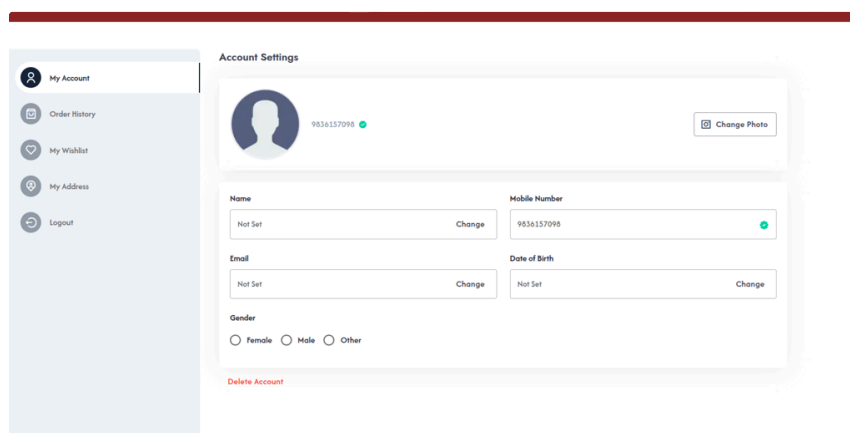 Account Settings
My Account
Order History
My Wishlist
My Address
Logout
9836157098
Change Photo
Name
Mobile Number
Not Set Change
9836157098
Email
Date of Birth
Not Set Change
Not Set Change
Gender
Female Male Other
Delete Account